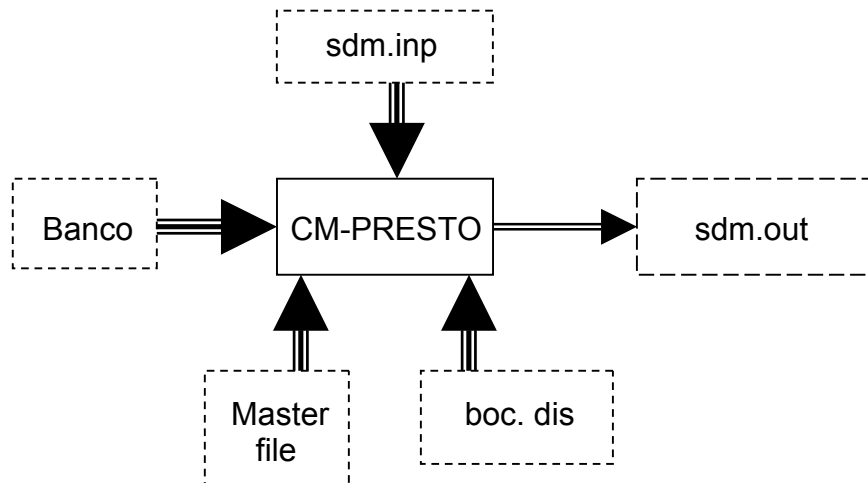 sdm.inp
Banco
CM-PRESTO
sdm.out
Master
file
boc. dis